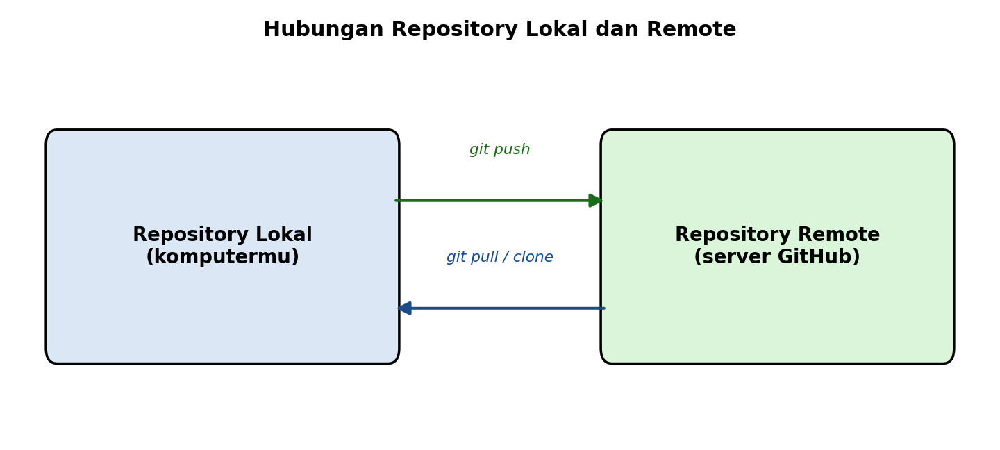 Hubungan Repository Lokal dan Remote
git push
Repository Lokal
(komputermu)
git pull / clone
Repository Remote
(server GitHub)